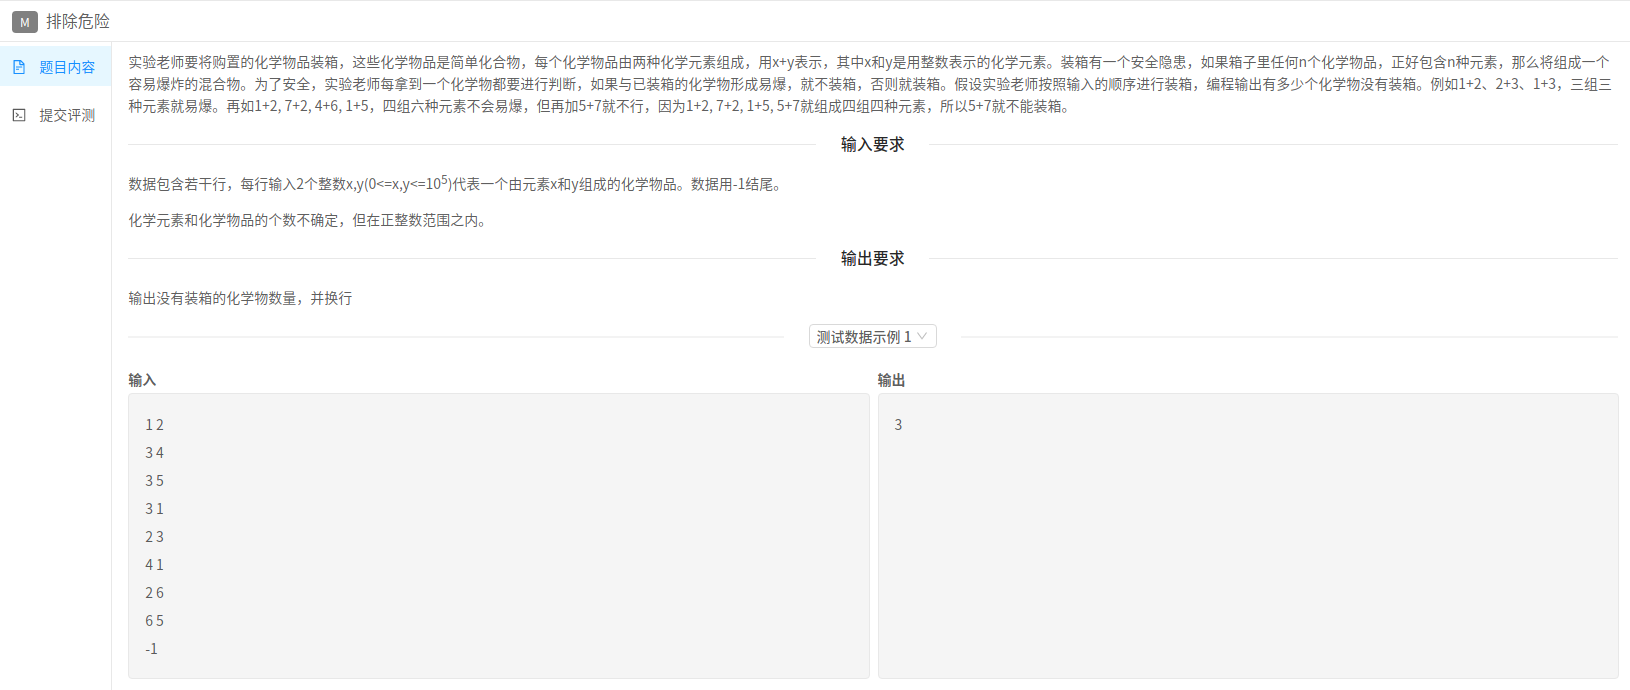 M 排除危险
题目内容
提交评测
实验老师要将购置的化学物品装箱，这些化学物品是简单化合物，每个化学物品由两种化学元素组成，用x+y表示，其中x和y是用整数表示的化学元素。装箱有一个安全隐患，如果箱子里任何n个化学物品，正好包含n种元素，那么将组成一个
容易爆炸的混合物。为了安全，实验老师每拿到一个化学物都要进行判断，如果与已装箱的化学物形成易爆，就不装箱，否则就装箱。假设实验老师按照输入的顺序进行装箱，编程输出有多少个化学物没有装箱。例如1+2、2+3、1+3，三组三
种元素就易爆。再如1+2, 7+2, 4+6, 1+5，四组六种元素不会易爆，但再加5+7就不行，因为1+2, 7+2, 1+5, 5+7就组成四组四种元素，所以5+7就不能装箱。
输入要求
数据包含若干行，每行输入2个整数x,y(0<=x,y<=10⁵)代表一个由元素x和y组成的化学物品。数据用-1结尾。
化学元素和化学物品的个数不确定，但在正整数范围之内。
输出要求
输出没有装箱的化学物数量，并换行
测试数据示例 1
输入
1 2
3 4
3 5
3 1
2 3
4 1
2 6
6 5
-1
输出
3